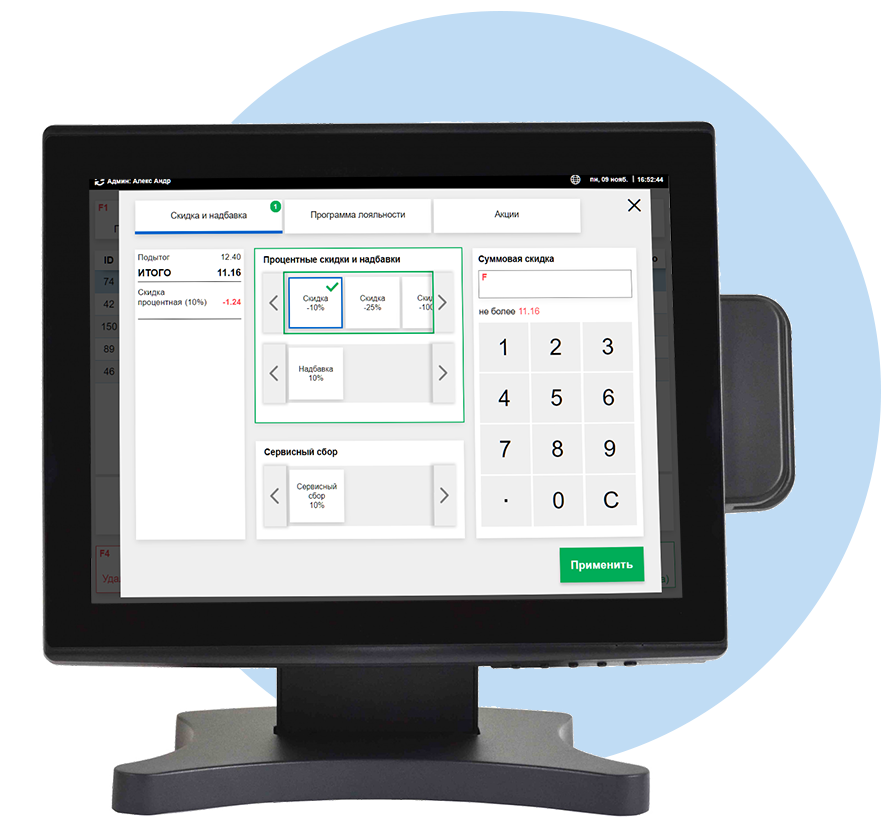 Админ: Алекс Андр
пн, 09 нояб. | 16:52:44
F1
Скидка и надбавка
1
Программа лояльности
Акции
ID
74
42
150
89
46
Подытог 12.40
ИТОГО 11.16
Скидка
процентная (10%) -1.24
Процентные скидки и надбавки
Скидка
-10%
Скидка
-25%
Надбавка
10%
Сервисный сбор
Сервисный
сбор
10%
Суммовая скидка
F
не более 11.16
1 2 3
4 5 6
7 8 9
. 0 C
F4
Применить